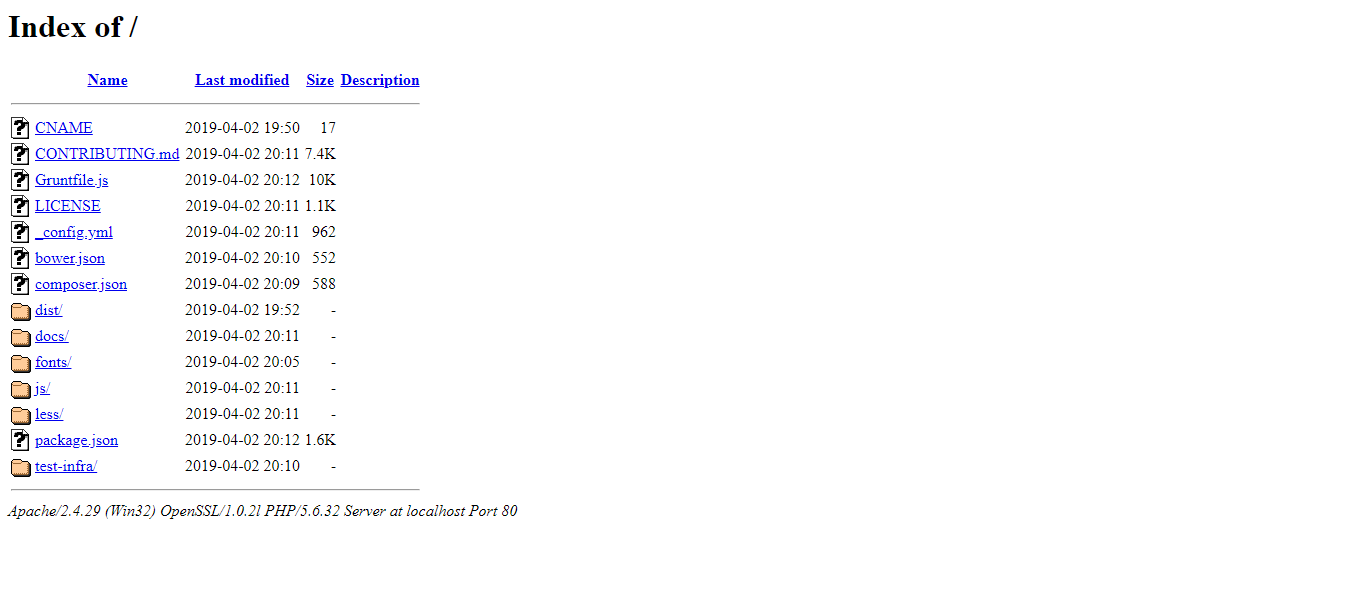 Index of /
Name Last modified Size Description
CNAME 2019-04-02 19:50 17
CONTRIBUTING.md 2019-04-02 20:11 7.4K
Gruntfile.js 2019-04-02 20:12 10K
LICENSE 2019-04-02 20:11 1.1K
_config.yml 2019-04-02 20:11 962
bower.json 2019-04-02 20:10 552
composer.json 2019-04-02 20:09 588
dist/ 2019-04-02 19:52 -
docs/ 2019-04-02 20:11 -
fonts/ 2019-04-02 20:05 -
js/ 2019-04-02 20:11 -
less/ 2019-04-02 20:11 -
package.json 2019-04-02 20:12 1.6K
test-infra/ 2019-04-02 20:10 -
Apache/2.4.29 (Win32) OpenSSL/1.0.2l PHP/5.6.32 Server at localhost Port 80